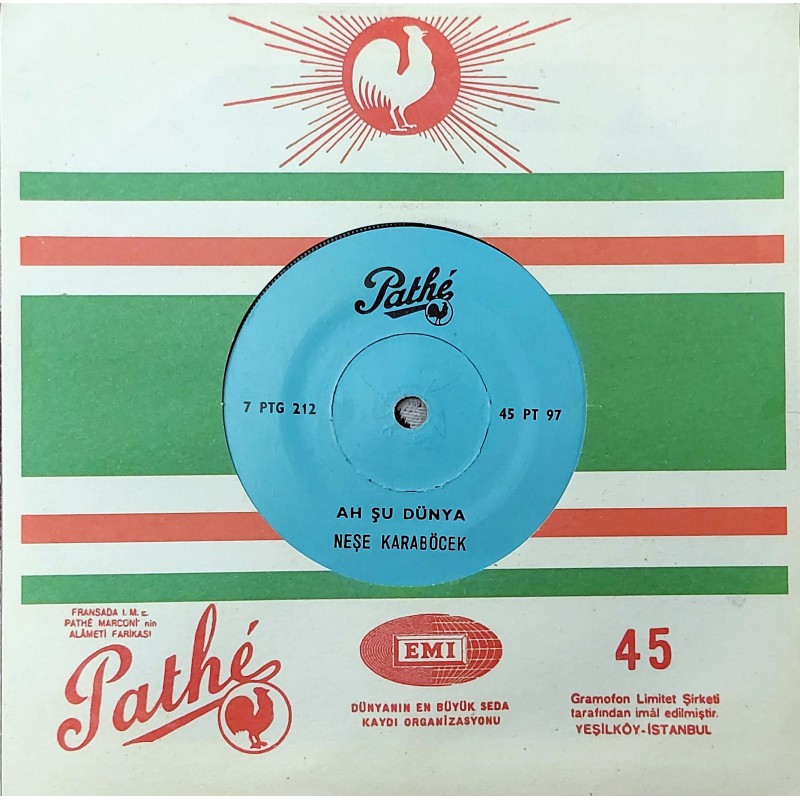 Pathé
7 PTG 212
45 PT 97
AH ŞU DÜNYA
NEŞE KARABÖCEK
FRANSADA I. M. E.
PATHÉ MARCONI' nin
ALÂMETİ FARİKASI
Pathé
EMI
DÜNYANIN EN BÜYÜK SEDA
KAYDI ORGANİZASYONU
45
Gramofon Limitet Şirketi
tarafından imâl edilmiştir.
YEŞİLKÖY-İSTANBUL